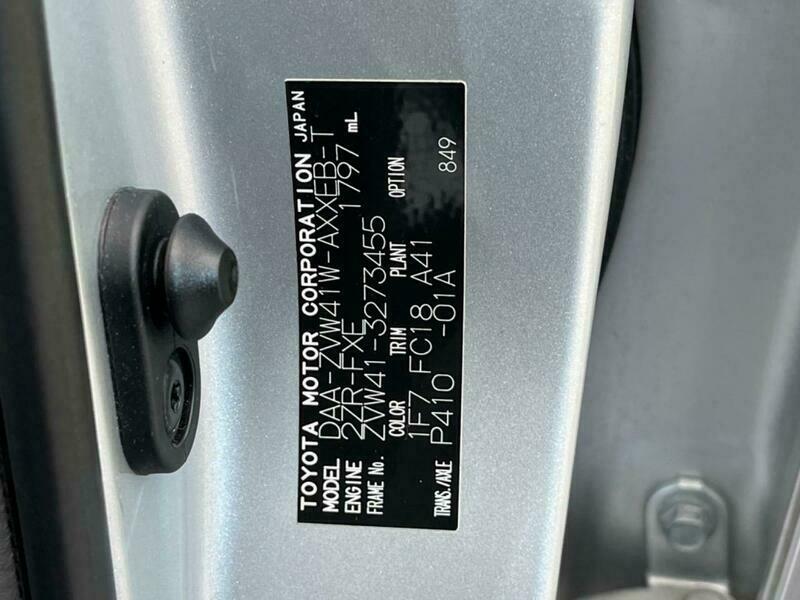 TOYOTA MOTOR CORPORATION JAPAN
MODEL DAA-ZVW41W-AXXEB-T
ENGINE 2ZR-FXE 1797 mL
FRAME No. ZVW41-3273455
COLOR TRIM PLANT OPTION
1F7 FC18 A41 849
TRANS./AXLE P410 -01A